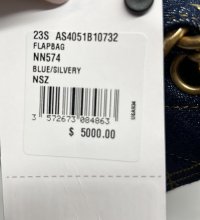 23S AS4051B10732
FLAPBAG
NN574
BLUE/SILVERY
NSZ
3 572673 084863
$ 5000.00